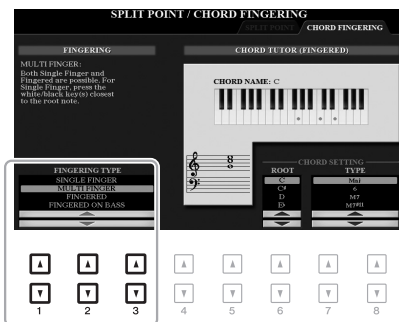 SPLIT POINT / CHORD FINGERING
SPLIT POINT
CHORD FINGERING
FINGERING
MULTI FINGER:
Both Single Finger and
Fingered are possible. For
Single Finger, press the
white/black key(s) closest
to the root note.
CHORD TUTOR (FINGERED)
CHORD NAME: C
FINGERING TYPE
SINGLE FINGER
MULTI FINGER
FINGERED
FINGERED ON BASS
CHORD SETTING
ROOT
TYPE
C
Maj
C#
6
D
M7
E♭
M7#11
1
2
3
4
5
6
7
8